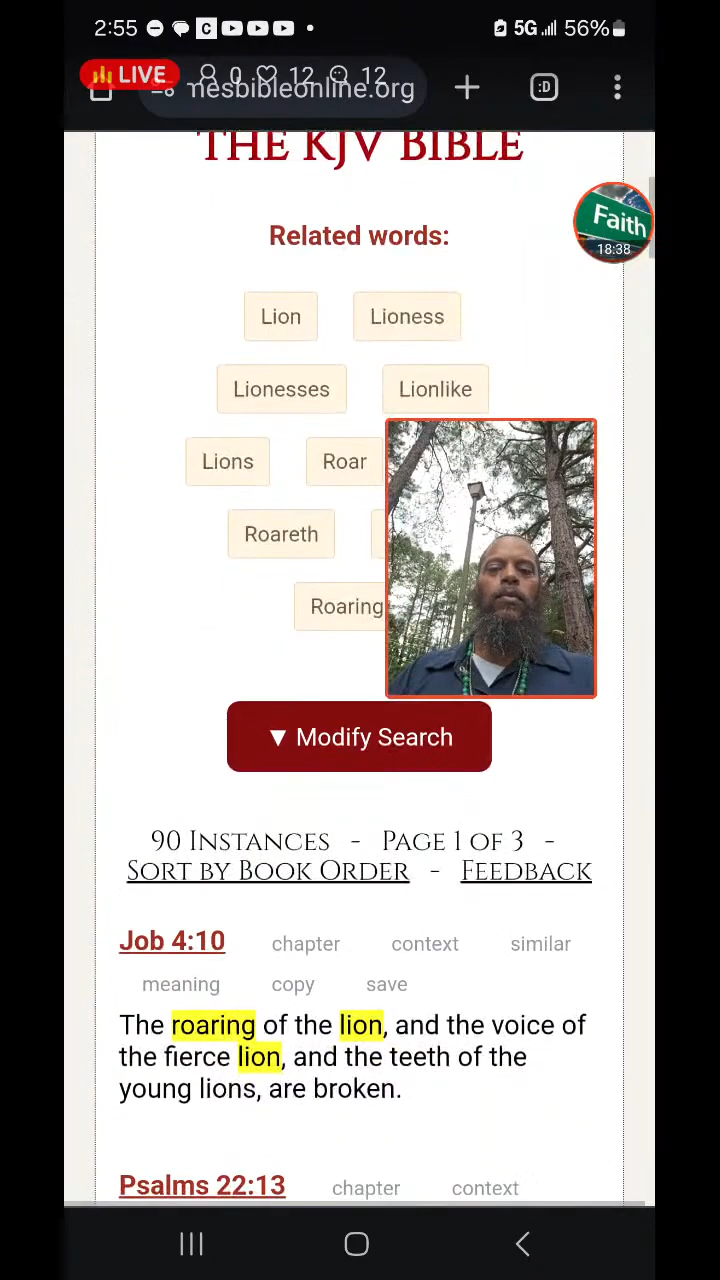 2:55 C 5G 56%
LIVE 0 12 12
nesbibleonline.org :D
THE KJV BIBLE
Faith
18:38
Related words:
Lion Lioness
Lionesses Lionlike
Lions Roar
Roareth
Roaring
▼ Modify Search
90 Instances - Page 1 of 3 -
Sort by Book Order - Feedback
Job 4:10 chapter context similar
meaning copy save
The roaring of the lion, and the voice of
the fierce lion, and the teeth of the
young lions, are broken.
Psalms 22:13 chapter context